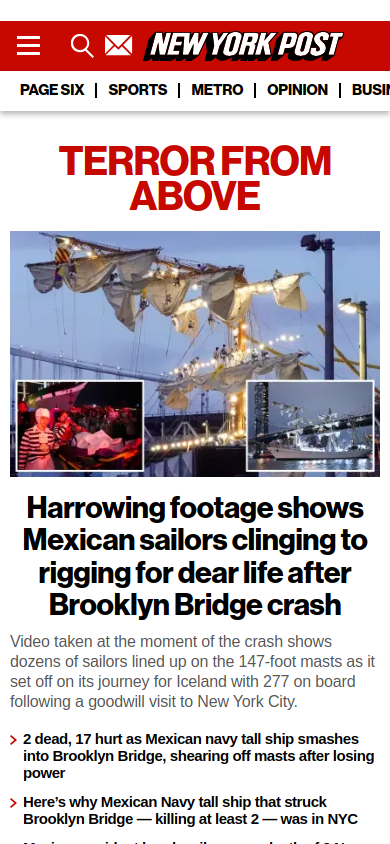 NEW YORK POST
PAGE SIX | SPORTS | METRO | OPINION |
TERROR FROM
ABOVE
Harrowing footage shows
Mexican sailors clinging to
rigging for dear life after
Brooklyn Bridge crash
Video taken at the moment of the crash shows
dozens of sailors lined up on the 147-foot masts as it
set off on its journey for Iceland with 277 on board
following a goodwill visit to New York City.
2 dead, 17 hurt as Mexican navy tall ship smashes
into Brooklyn Bridge, shearing off masts after losing
power
Here's why Mexican Navy tall ship that struck
Brooklyn Bridge — killing at least 2 — was in NYC